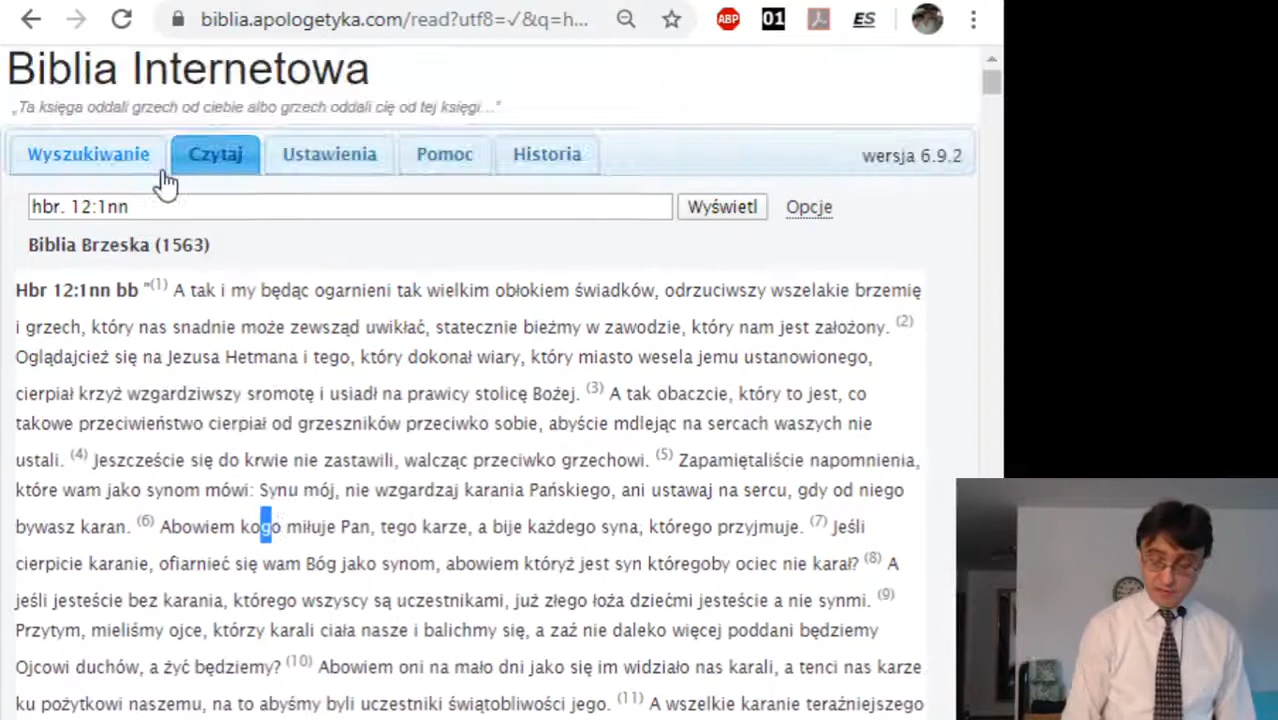 biblia.apologetyka.com/read?utf8=✓&q=h...
ABP
01
ES
Biblia Internetowa
„Ta księga oddali grzech od ciebie albo grzech oddali cię od tej księgi...”
Wyszukiwanie Czytaj Ustawienia Pomoc Historia wersja 6.9.2
hbr. 12:1nn Wyświetl Opcje
Biblia Brzeska (1563)
Hbr 12:1nn bb "(1) A tak i my będąc ogarnieni tak wielkim obłokiem świadków, odrzuciwszy wszelakie brzemię
i grzech, który nas snadnie może zewsząd uwikłać, statecznie bieżmy w zawodzie, który nam jest założony. (2)
Oglądajcież się na Jezusa Hetmana i tego, który dokonał wiary, który miasto wesela jemu ustanowionego,
cierpiał krzyż wzgardziwszy sromotę i usiadł na prawicy stolicę Bożej. (3) A tak obaczcie, który to jest, co
takowe przeciwieństwo cierpiał od grzeszników przeciwko sobie, abyście mdlejąc na sercach waszych nie
ustali. (4) Jeszczeście się do krwie nie zastawili, walcząc przeciwko grzechowi. (5) Zapamiętaliście napomnienia,
które wam jako synom mówi: Synu mój, nie wzgardzaj karania Pańskiego, ani ustawaj na sercu, gdy od niego
bywasz karan. (6) Abowiem kogo miłuje Pan, tego karze, a bije każdego syna, którego przyjmuje. (7) Jeśli
cierpicie karanie, ofiarnieć się wam Bóg jako synom, abowiem któryż jest syn któregoby ociec nie karał? (8) A
jeśli jesteście bez karania, którego wszyscy są uczestnikami, już złego łoża dziećmi jesteście a nie synmi. (9)
Przytym, mieliśmy ojce, którzy karali ciała nasze i balichmy się, a zaż nie daleko więcej poddani będziemy
Ojcowi duchów, a żyć będziemy? (10) Abowiem oni na mało dni jako się im widziało nas karali, a tenci nas karze
ku pożytkowi naszemu, na to abyśmy byli uczestniki świątobliwości jego. (11) A wszelkie karanie teraźniejszego